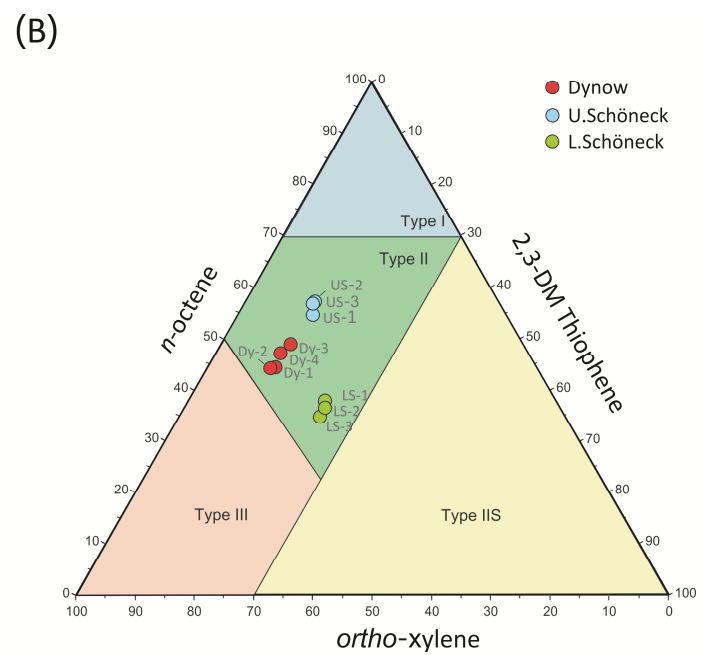 (B)
100 0
Dynow
U.Schöneck
L.Schöneck
90 10
80 20
Type I
70 30
Type II
2,3-DM Thiophene
n-octene
60 40
US-2
US-3
US-1
50 50
Dy-2 Dy-3
Dy-4
Dy-1
40 60
LS-1
LS-2
LS-3
30 70
20 80
Type III Type IIS
10 90
0 100
100 90 80 70 60 50 40 30 20 10 0
ortho-xylene